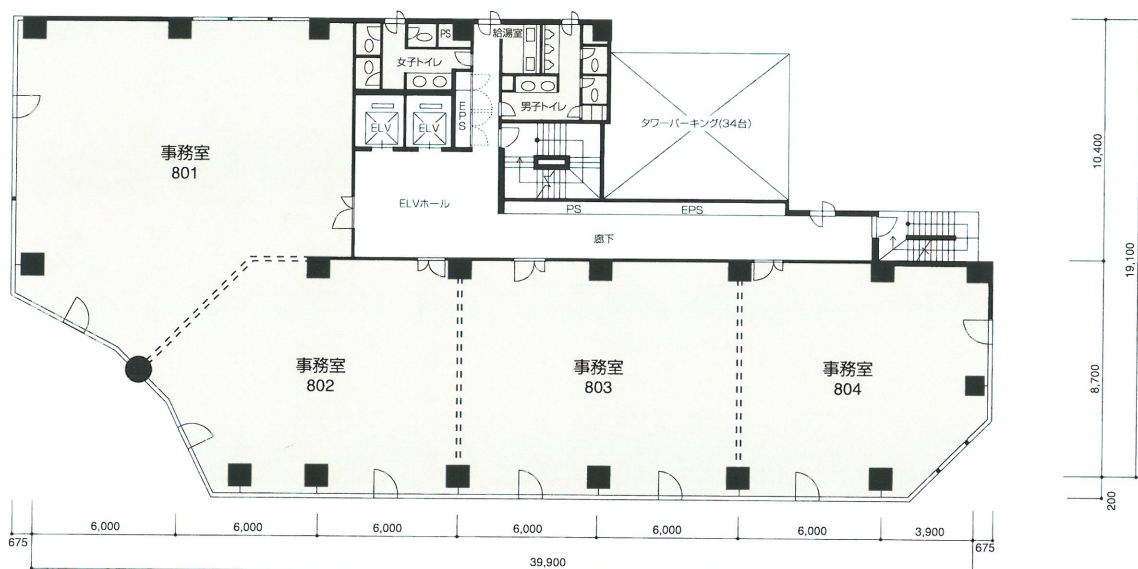 給湯室
PS
女子トイレ
EPS
ELV
ELV
男子トイレ
タワーパーキング(34台)
事務室
801
ELVホール
PS
EPS
廊下
事務室
802
事務室
803
事務室
804
10,400
19,100
8,700
200
6,000
6,000
6,000
6,000
6,000
6,000
3,900
675
675
39,900